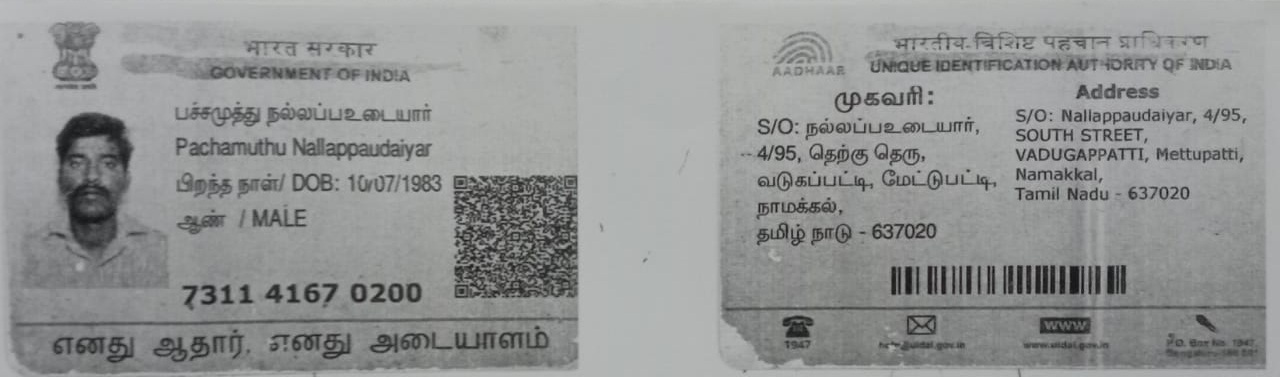 भारत सरकार
GOVERNMENT OF INDIA
பச்சமுத்து நல்லப்பஉடையார்
Pachamuthu Nallappaudaiyar
பிறந்த நாள்/ DOB: 10/07/1983
ஆண் / MALE
7311 4167 0200
எனது ஆதார், எனது அடையாளம்
AADHAAR
भारतीय विशिष्ट पहचान प्राधिकरण
UNIQUE IDENTIFICATION AUTHORITY OF INDIA
முகவரி:
S/O: நல்லப்பஉடையார்,
4/95, தெற்கு தெரு,
வடுகப்பட்டி, மேட்டுபட்டி,
நாமக்கல்,
தமிழ் நாடு - 637020
Address
S/O: Nallappaudaiyar, 4/95,
SOUTH STREET,
VADUGAPPATTI, Mettupatti,
Namakkal,
Tamil Nadu - 637020
1947
help@uidai.gov.in
WWW
www.uidai.gov.in
P.O. Box No. 1947,